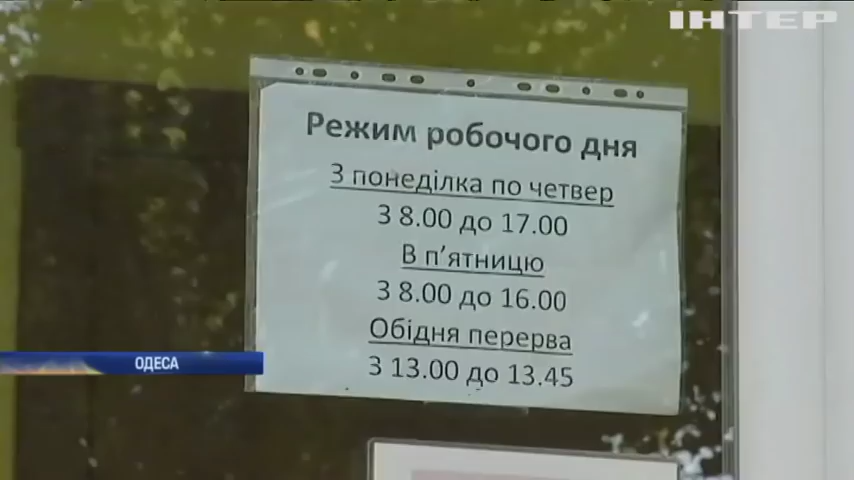 ІНТЕР
Режим робочого дня
З понеділка по четвер
З 8.00 до 17.00
В п’ятницю
З 8.00 до 16.00
Обідня перерва
З 13.00 до 13.45
ОДЕСА